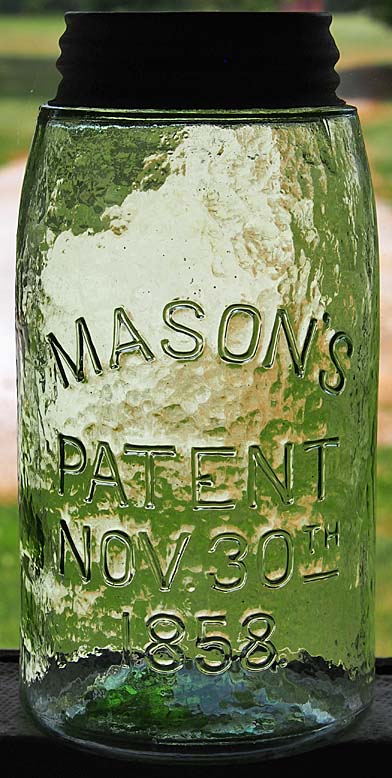 MASON'S
PATENT
NOV. 30TH
1858.